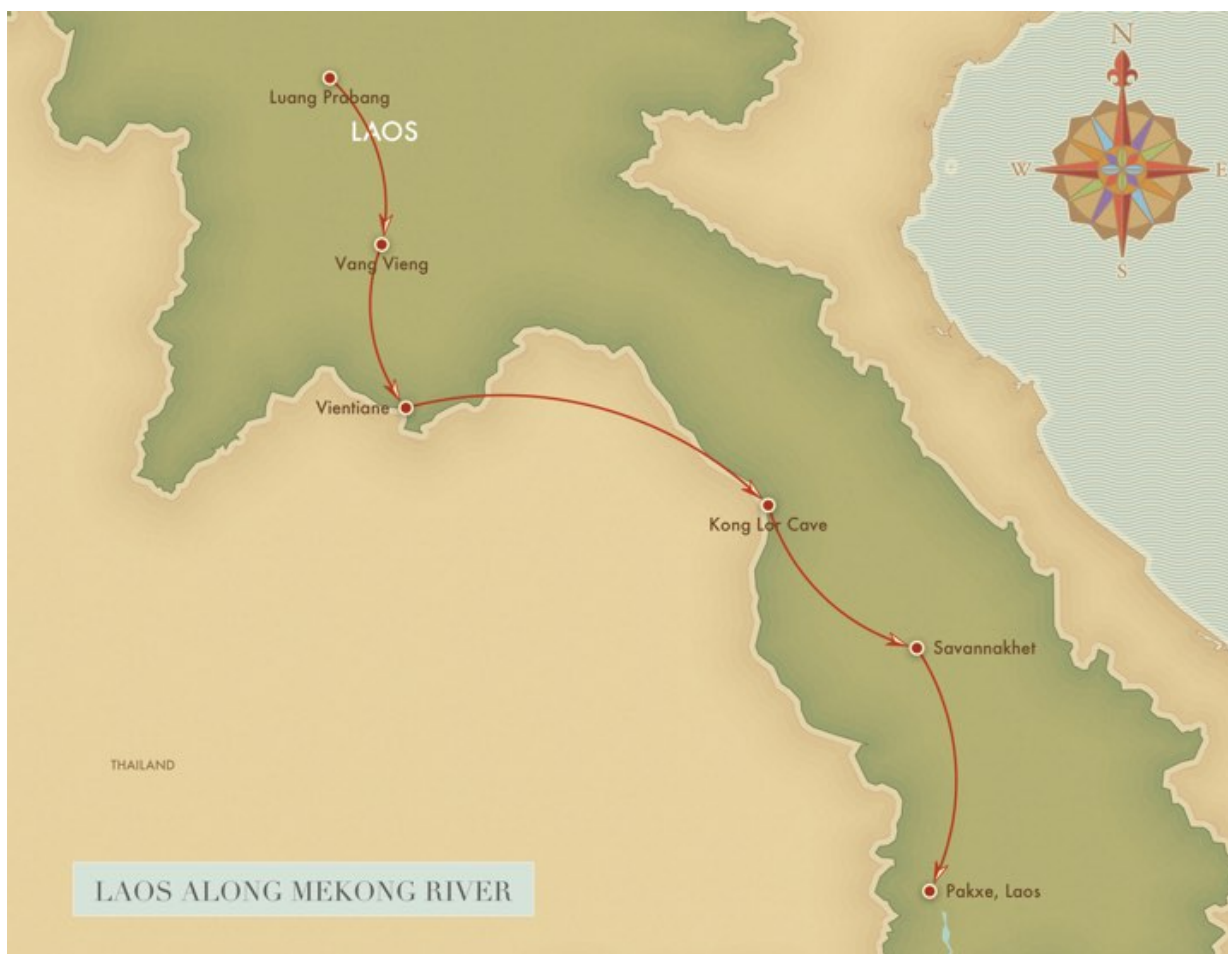 N
Luang Prabang
LAOS
W
E
Vang Vieng
S
Vientiane
Kong Lor Cave
Savannakhet
THAILAND
LAOS ALONG MEKONG RIVER
Pakxe, Laos